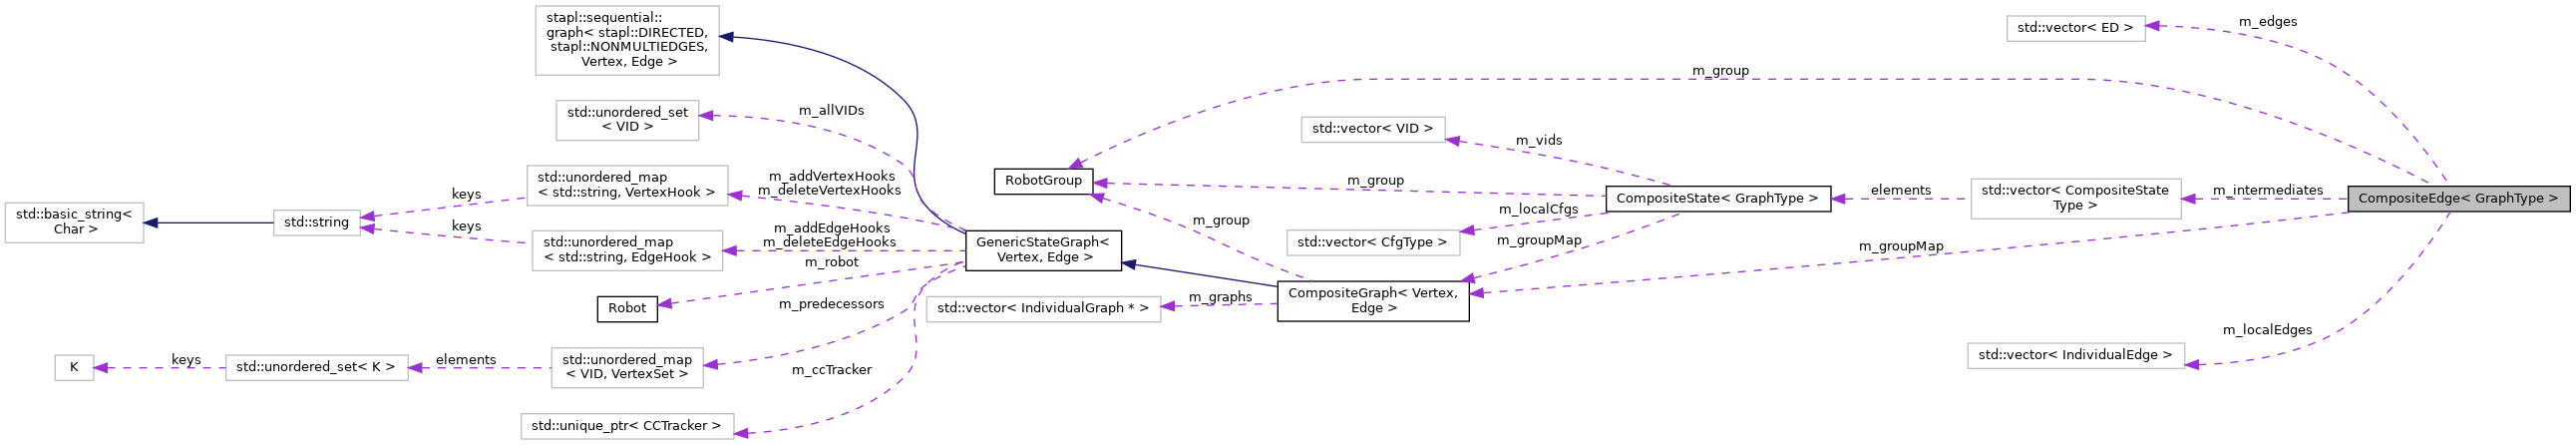 stapl::sequential::
graph< stapl::DIRECTED,
stapl::NONMULTIEDGES,
Vertex, Edge >
std::vector< ED >
m_edges
m_group
std::unordered_set
< VID >
m_allVIDs
std::vector< VID >
m_vids
std::unordered_map
< std::string, VertexHook >
m_addVertexHooks
m_deleteVertexHooks
keys
RobotGroup
m_group
CompositeState< GraphType >
elements
std::vector< CompositeState
Type >
m_intermediates
CompositeEdge< GraphType >
std::basic_string<
Char >
std::string
keys
std::unordered_map
< std::string, EdgeHook >
m_addEdgeHooks
m_deleteEdgeHooks
GenericStateGraph<
Vertex, Edge >
m_group
m_localCfgs
std::vector< CfgType >
m_groupMap
m_groupMap
m_robot
Robot
m_predecessors
std::vector< IndividualGraph * >
m_graphs
CompositeGraph< Vertex,
Edge >
m_localEdges
std::vector< IndividualEdge >
K
keys
std::unordered_set< K >
elements
std::unordered_map
< VID, VertexSet >
m_ccTracker
std::unique_ptr< CCTracker >